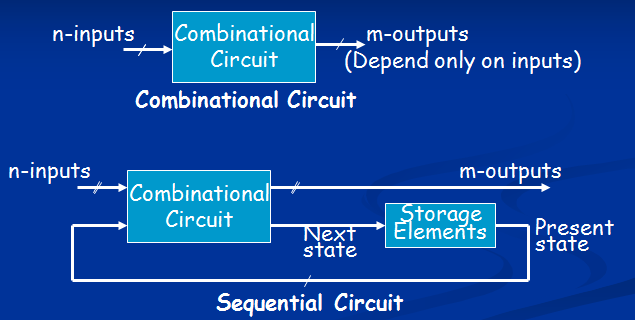 n-inputs
Combinational
Circuit
m-outputs
(Depend only on inputs)
Combinational Circuit
n-inputs
Combinational
Circuit
m-outputs
Next
state
Storage
Elements
Present
state
Sequential Circuit